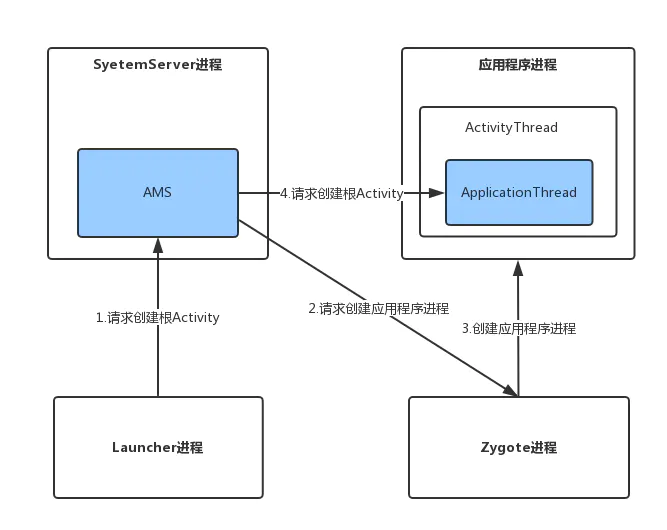 SyetemServer进程
应用程序进程
ActivityThread
AMS
4.请求创建根Activity
ApplicationThread
1.请求创建根Activity
2.请求创建应用程序进程
3.创建应用程序进程
Launcher进程
Zygote进程